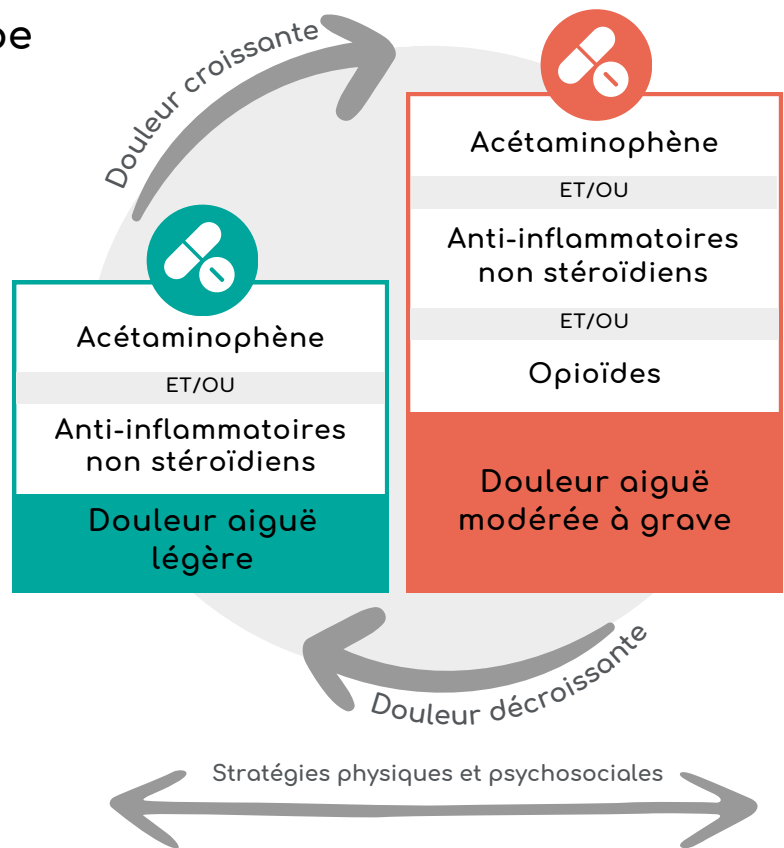 Douleur croissante
Acétaminophène
ET/OU
Anti-inflammatoires
non stéroïdiens
ET/OU
Opioïdes
Douleur aiguë
modérée à grave
Acétaminophène
ET/OU
Anti-inflammatoires
non stéroïdiens
Douleur aiguë
légère
Douleur décroissante
Stratégies physiques et psychosociales